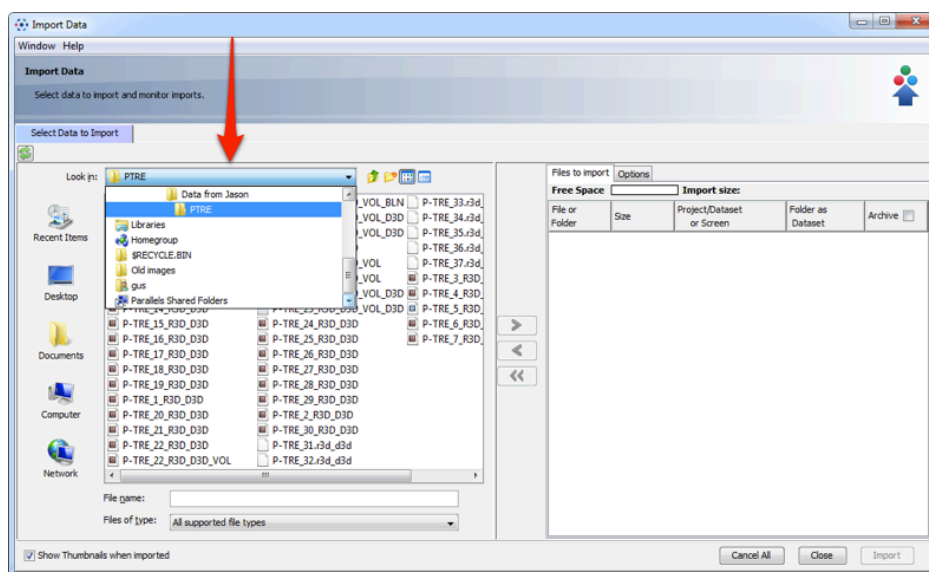 Import Data
Window Help
Import Data
Select data to import and monitor imports.
Select Data to Import
Look in: PTRE
Data from Jason
PTRE
Libraries
Homegroup
$RECYCLE.BIN
Old images
gus
Parallels Shared Folders
Recent Items
Desktop
Documents
Computer
Network
P-TRE_15_R3D_D3D
P-TRE_16_R3D_D3D
P-TRE_17_R3D_D3D
P-TRE_18_R3D_D3D
P-TRE_19_R3D_D3D
P-TRE_1_R3D_D3D
P-TRE_20_R3D_D3D
P-TRE_21_R3D_D3D
P-TRE_22_R3D_D3D
P-TRE_22_R3D_D3D_VOL
P-TRE_24_R3D_D3D
P-TRE_25_R3D_D3D
P-TRE_26_R3D_D3D
P-TRE_27_R3D_D3D
P-TRE_28_R3D_D3D
P-TRE_29_R3D_D3D
P-TRE_2_R3D_D3D
P-TRE_30_R3D_D3D
P-TRE_31.r3d_d3d
P-TRE_32.r3d_d3d
_VOL_BLN
_VOL_D3D
_VOL_D3D
_VOL
_VOL
_VOL_D3D
_VOL_D3D
P-TRE_33.r3d_
P-TRE_34.r3d_
P-TRE_35.r3d_
P-TRE_36.r3d_
P-TRE_37.r3d_
P-TRE_3_R3D_
P-TRE_4_R3D_
P-TRE_5_R3D_
P-TRE_6_R3D_
P-TRE_7_R3D_
File name:
Files of type: All supported file types
Show Thumbnails when imported
Files to import Options
Free Space Import size:
File or Folder
Size
Project/Dataset or Screen
Folder as Dataset
Archive
Cancel All Close Import